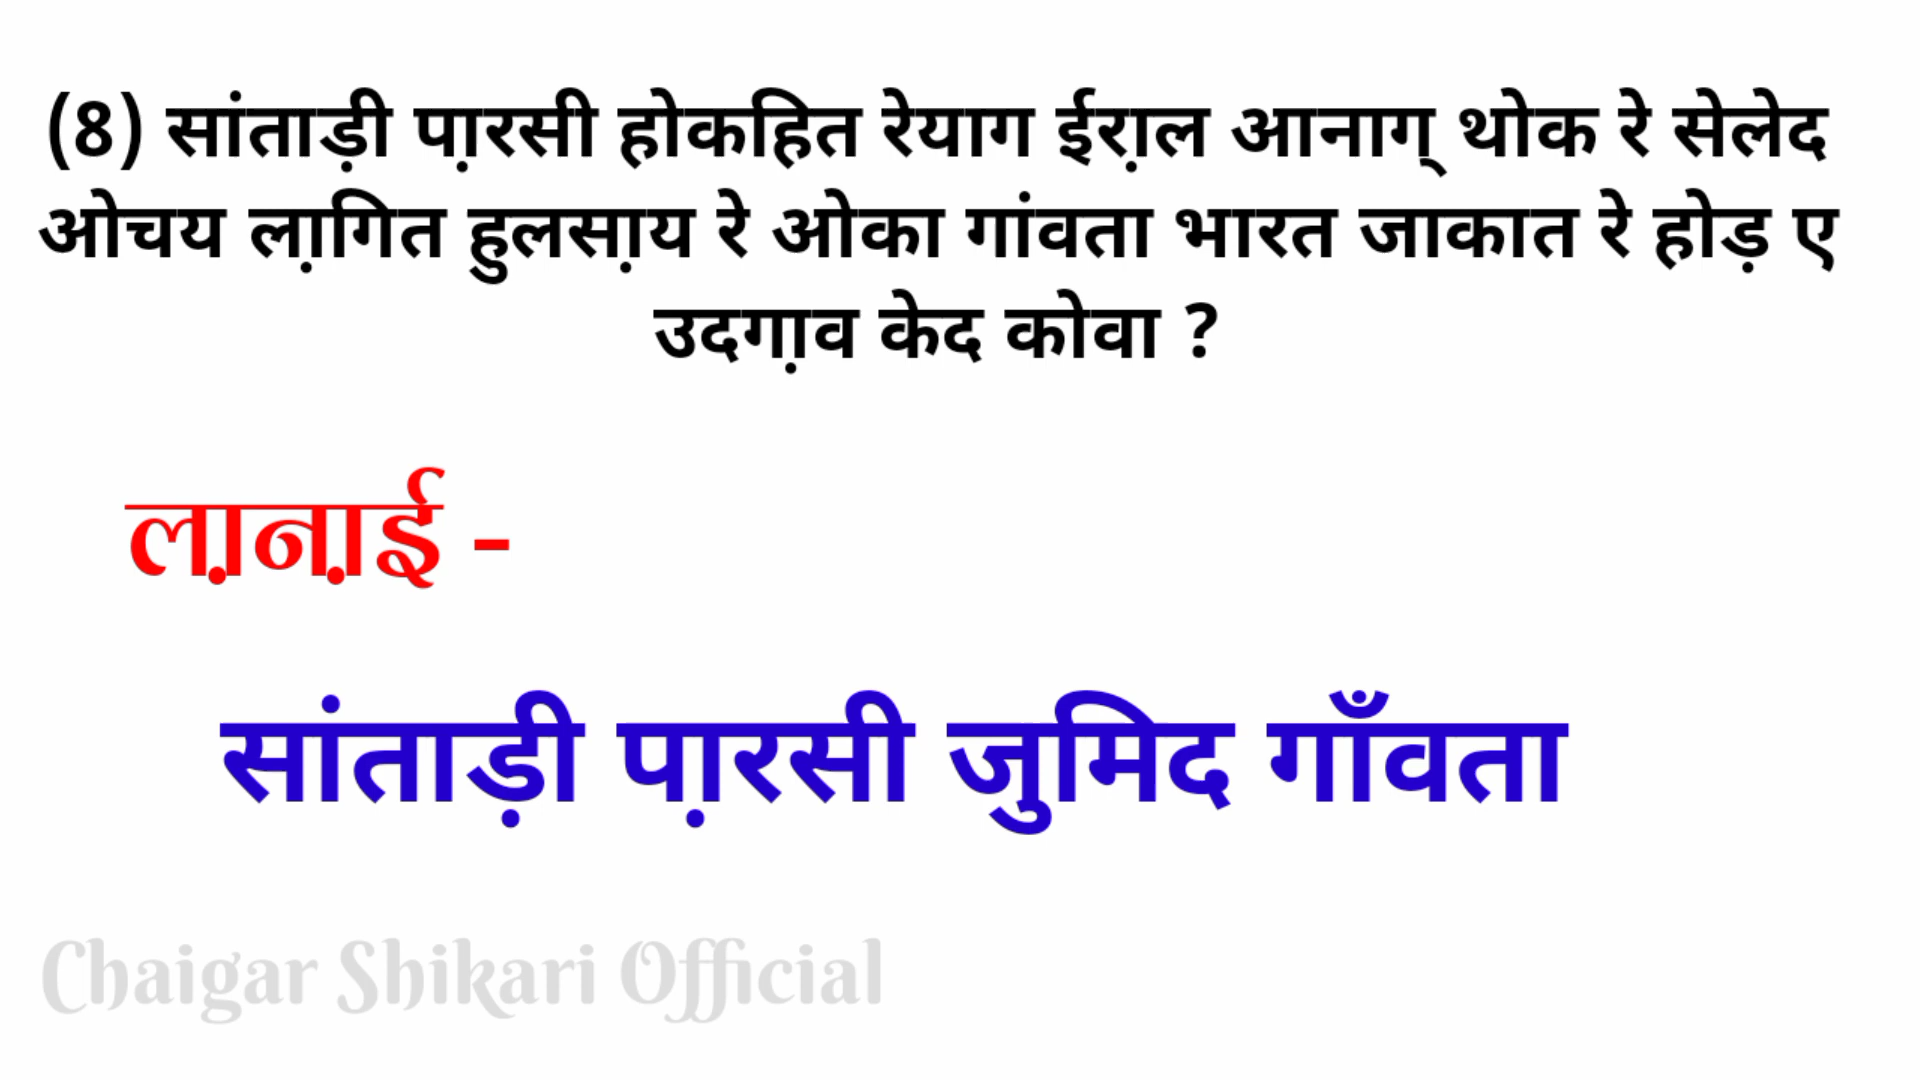 (8) सांताड़ी पा़रसी होकहित रेयाग ईरा़ल आनाग् थोक रे सेलेद
ओचय ला़गित हुलसा़य रे ओका गांवता भारत जाकात रे होड़ ए
उदगा़व केद कोवा ?
ला़ना़ई -
सांताड़ी पा़रसी जुमिद गाँवता
Chaigar Shikari Official